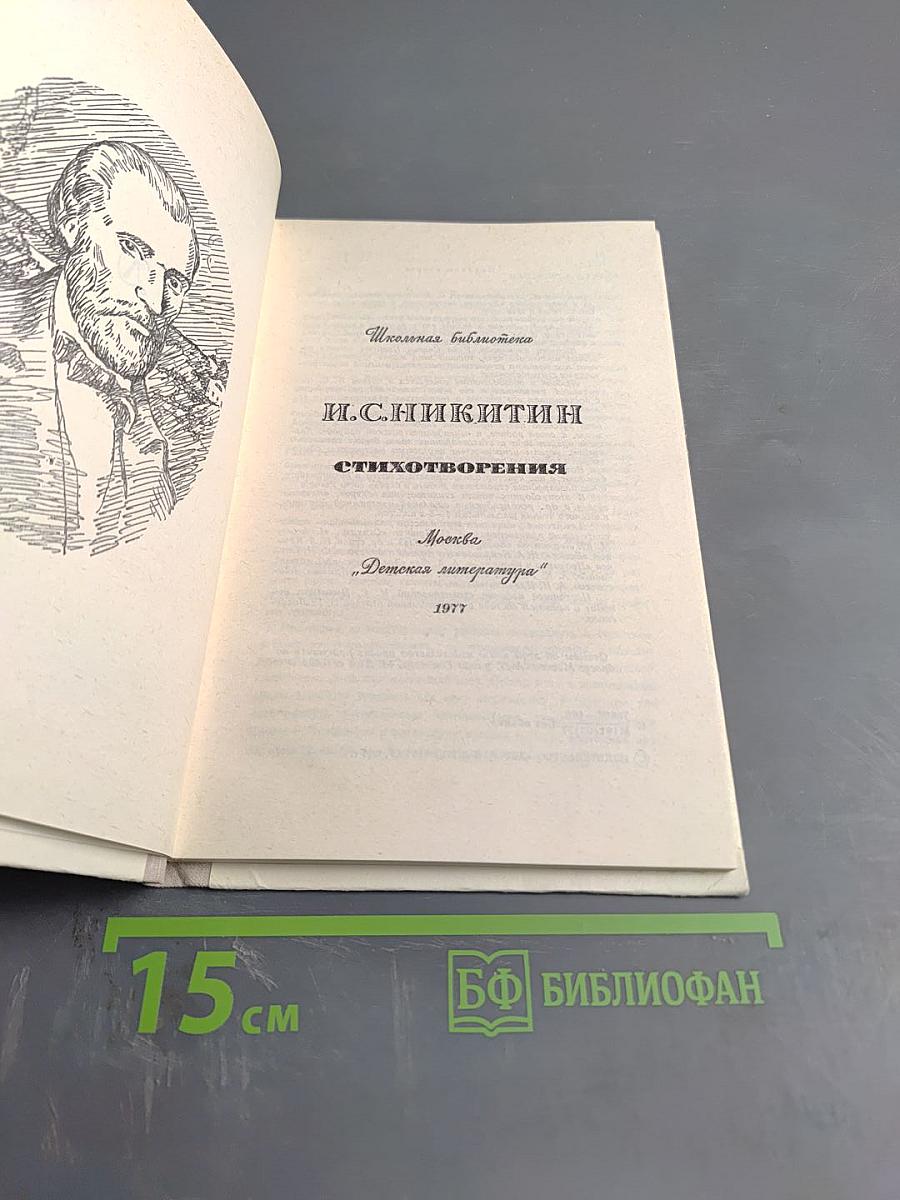 Школьная библиотека
И.С.НИКИТИН
СТИХОТВОРЕНИЯ
Москва
„Детская литература“
1977
15 см
БФ БИБЛИОФАН